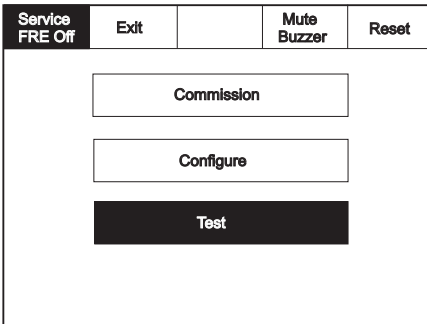 Service
FRE Off
Exit
Mute
Buzzer
Reset
Commission
Configure
Test